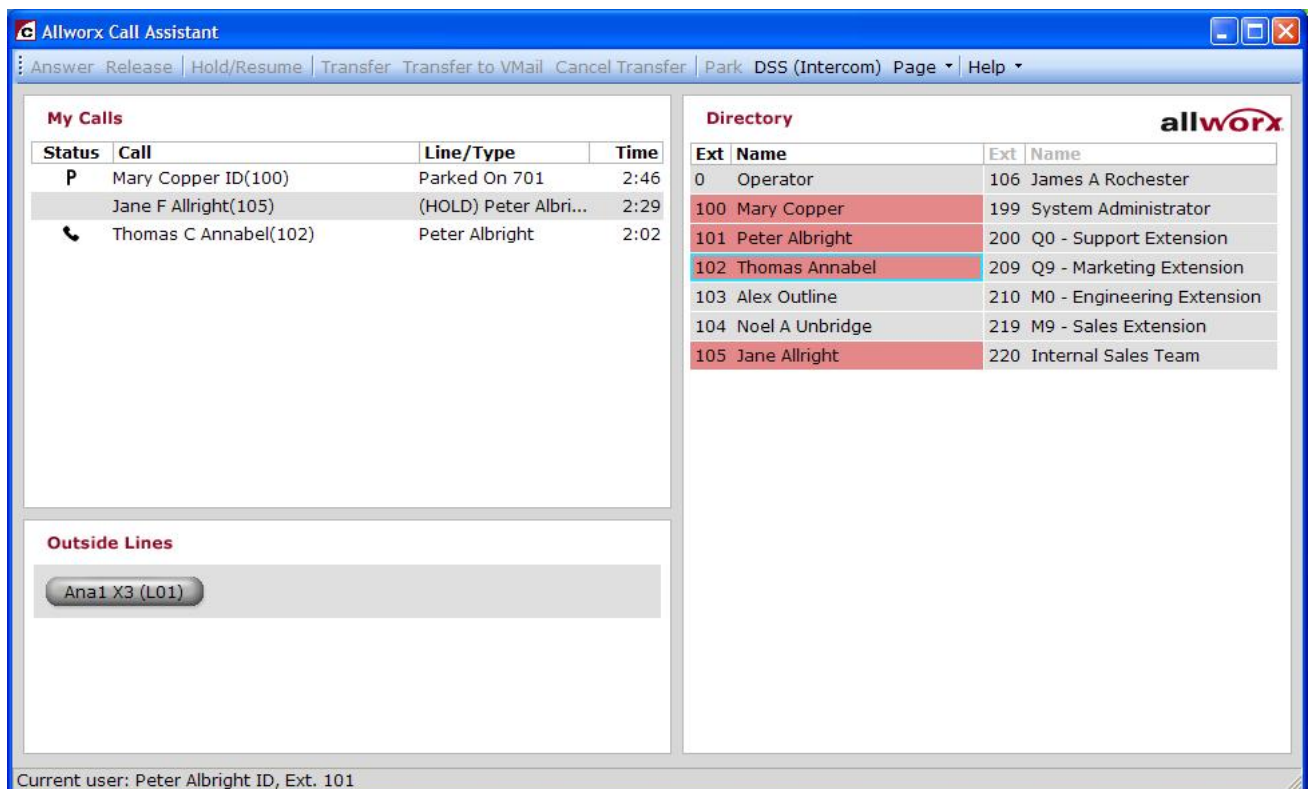 Allworx Call Assistant
Answer Release Hold/Resume Transfer Transfer to VMail Cancel Transfer Park DSS (Intercom) Page Help
My Calls
Status Call Line/Type Time
P Mary Copper ID(100) Parked On 701 2:46
Jane F Allright(105) (HOLD) Peter Albri... 2:29
Thomas C Annabel(102) Peter Albright 2:02
Outside Lines
Ana1 X3 (L01)
Directory
allworx
Ext Name Ext Name
0 Operator 106 James A Rochester
100 Mary Copper 199 System Administrator
101 Peter Albright 200 Q0 - Support Extension
102 Thomas Annabel 209 Q9 - Marketing Extension
103 Alex Outline 210 M0 - Engineering Extension
104 Noel A Unbridge 219 M9 - Sales Extension
105 Jane Allright 220 Internal Sales Team
Current user: Peter Albright ID, Ext. 101